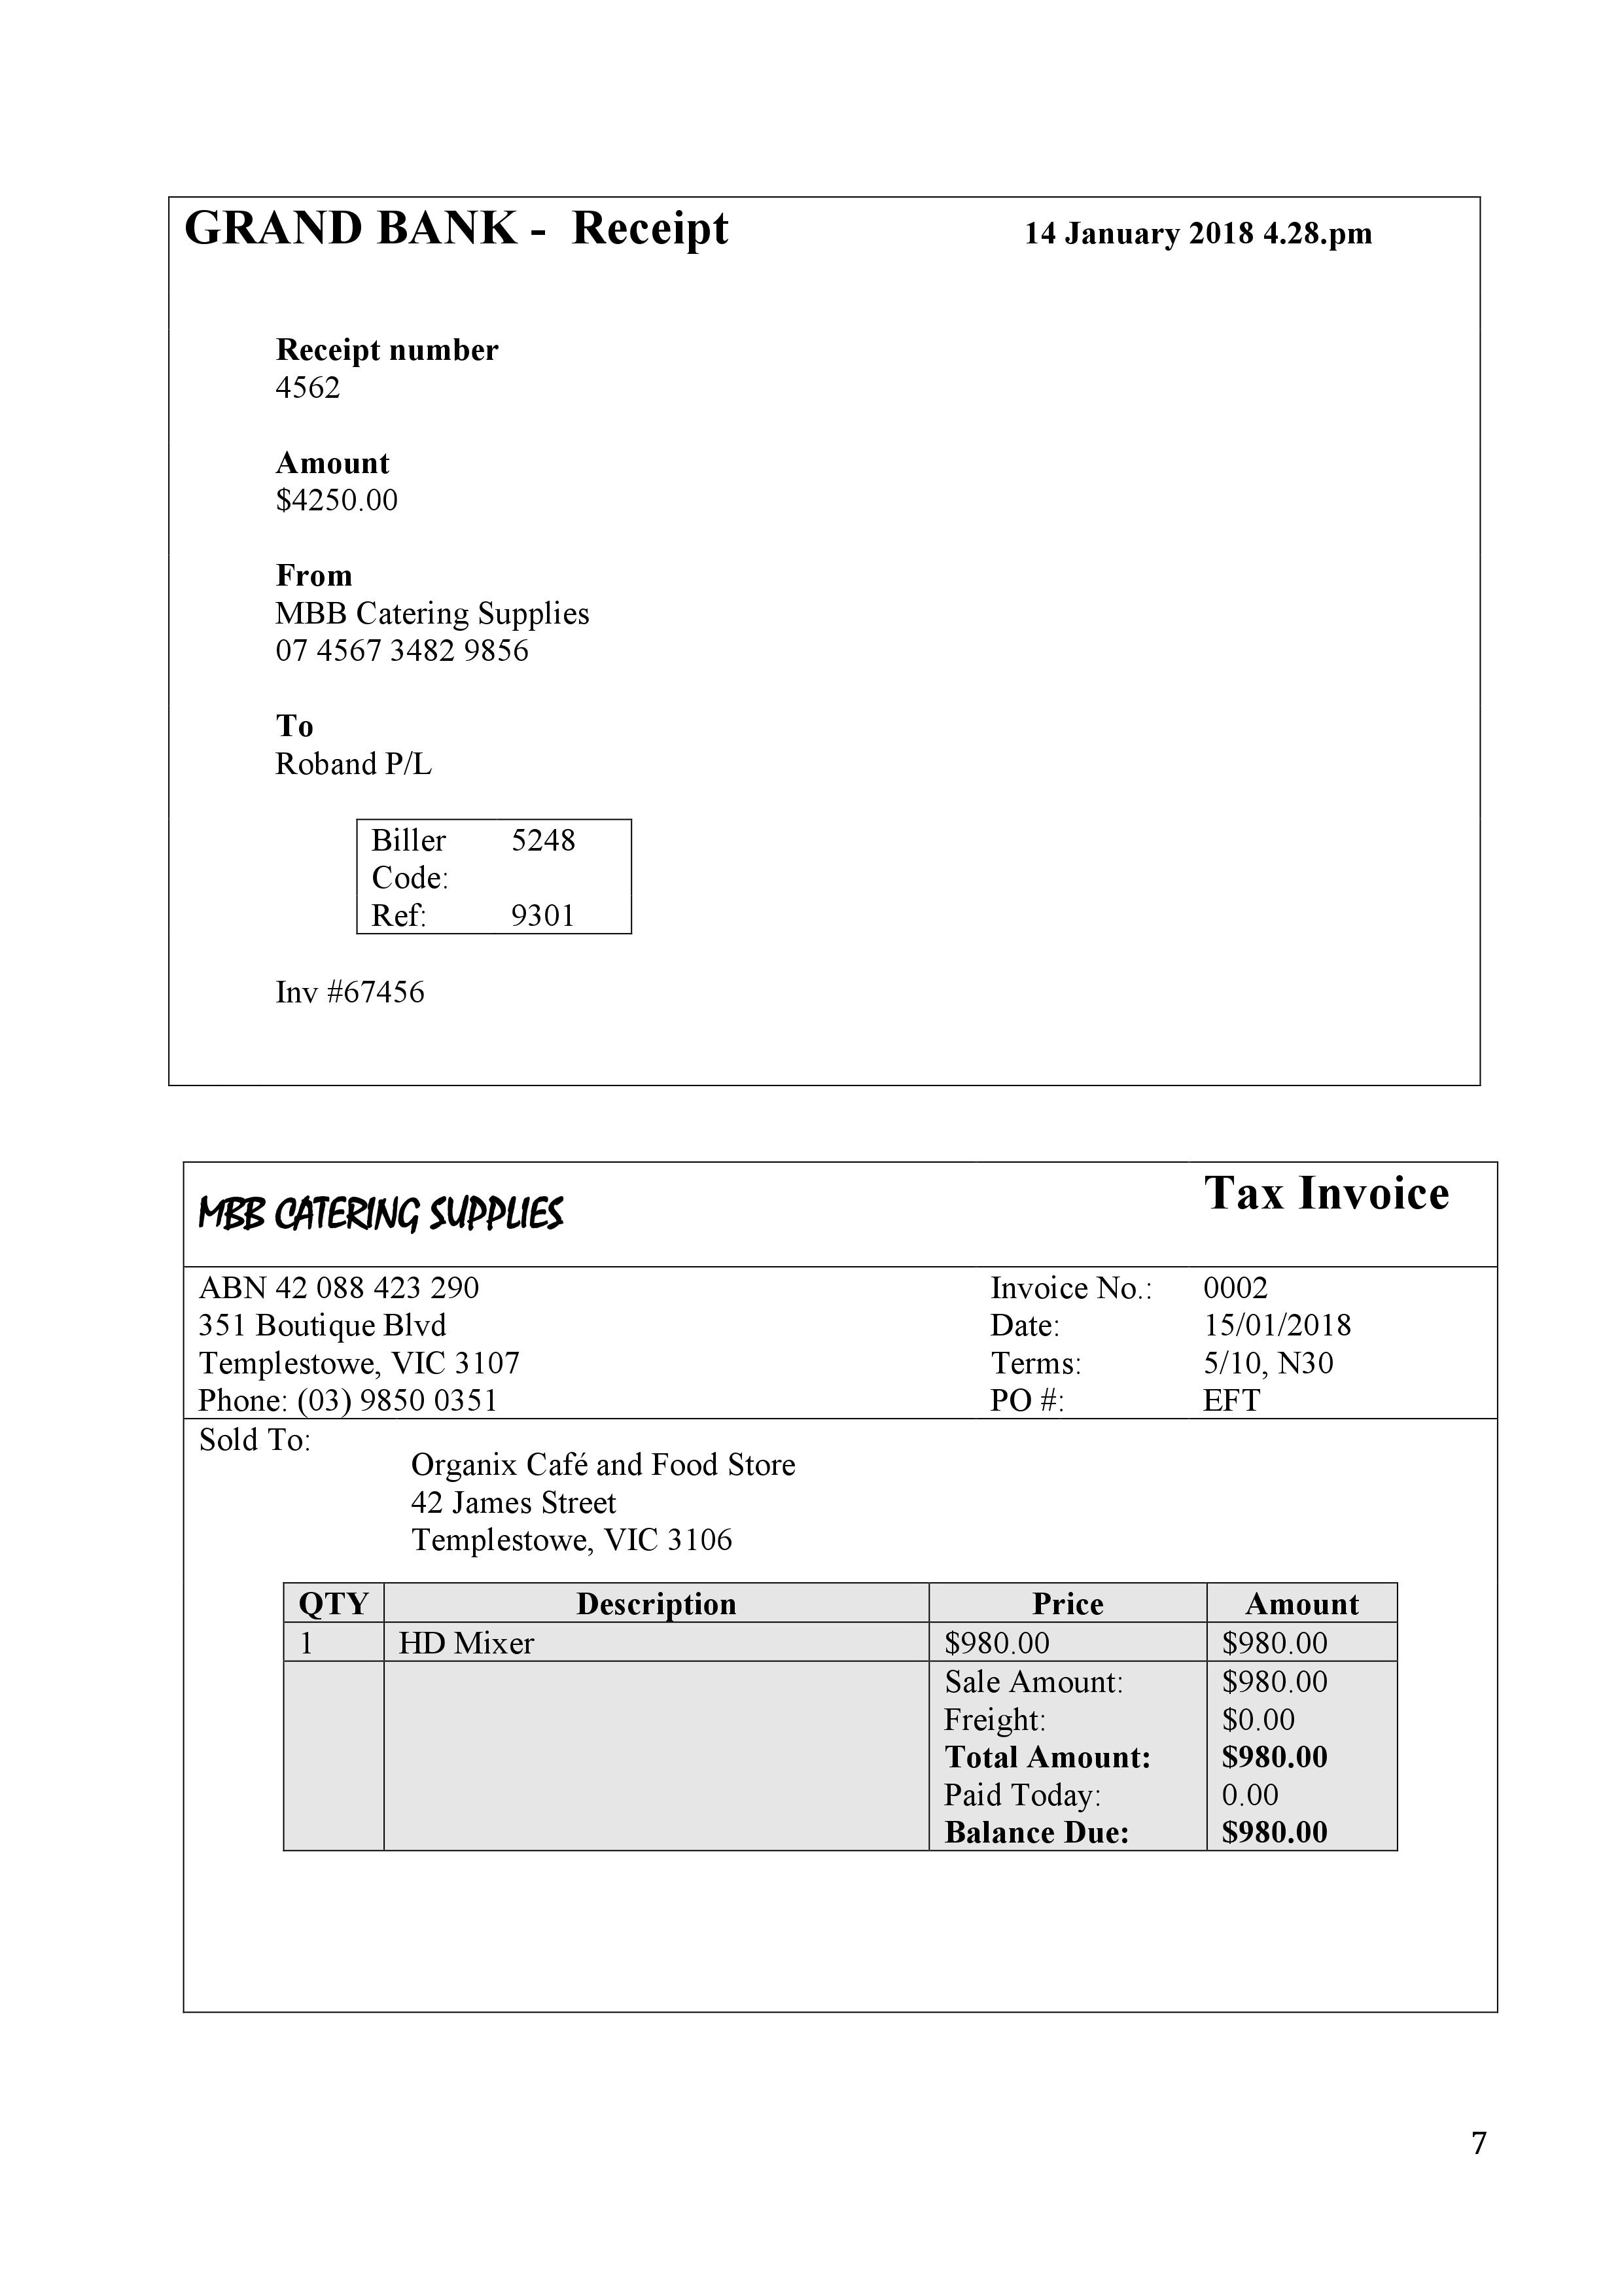 GRAND BANK - Receipt 14 January 2018 4.28.pm
Receipt number
4562
Amount
$4250.00
From
MBB Catering Supplies
07 4567 3482 9856
To
Roband P/L
Biller 5248
Code:
Ref: 9301
Inv #67456
MBB CATERING SUPPLIES Tax Invoice
ABN 42 088 423 290 Invoice No.: 0002
351 Boutique Blvd Date: 15/01/2018
Templestowe, VIC 3107 Terms: 5/10, N30
Phone: (03) 9850 0351 PO #: EFT
Sold To:
Organix Café and Food Store
42 James Street
Templestowe, VIC 3106
QTY Description Price Amount
1 HD Mixer $980.00 $980.00
Sale Amount: $980.00
Freight: $0.00
Total Amount: $980.00
Paid Today: 0.00
Balance Due: $980.00
7